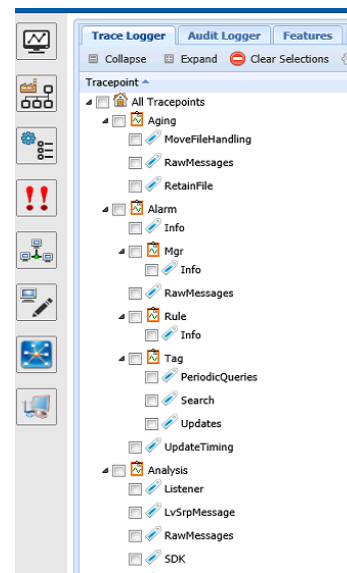 Trace Logger Audit Logger Features
Collapse Expand Clear Selections
Tracepoint
All Tracepoints
Aging
MoveFileHandling
RawMessages
RetainFile
Alarm
Info
Mgr
Info
RawMessages
Rule
Info
Tag
PeriodicQueries
Search
Updates
UpdateTiming
Analysis
Listener
LvSrpMessage
RawMessages
SDK